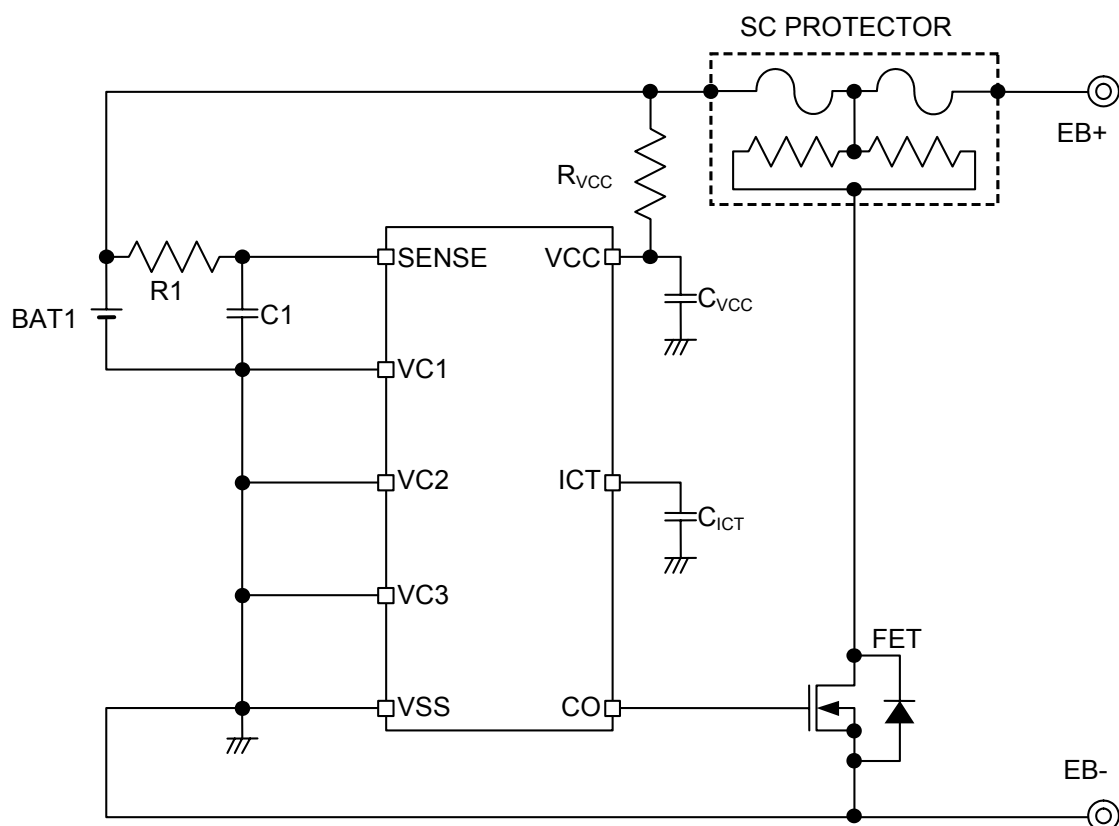 SC PROTECTOR
EB+
RVCC
SENSE
VCC
R1
CVCC
BAT1
C1
VC1
VC2
ICT
CICT
VC3
FET
VSS
CO
EB-